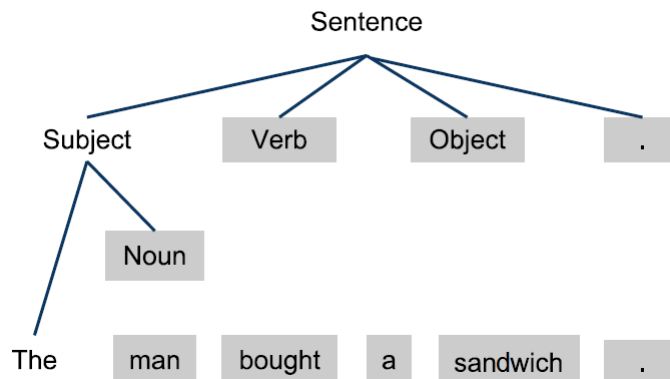 Sentence
Subject Verb Object .
Noun
The man bought a sandwich .